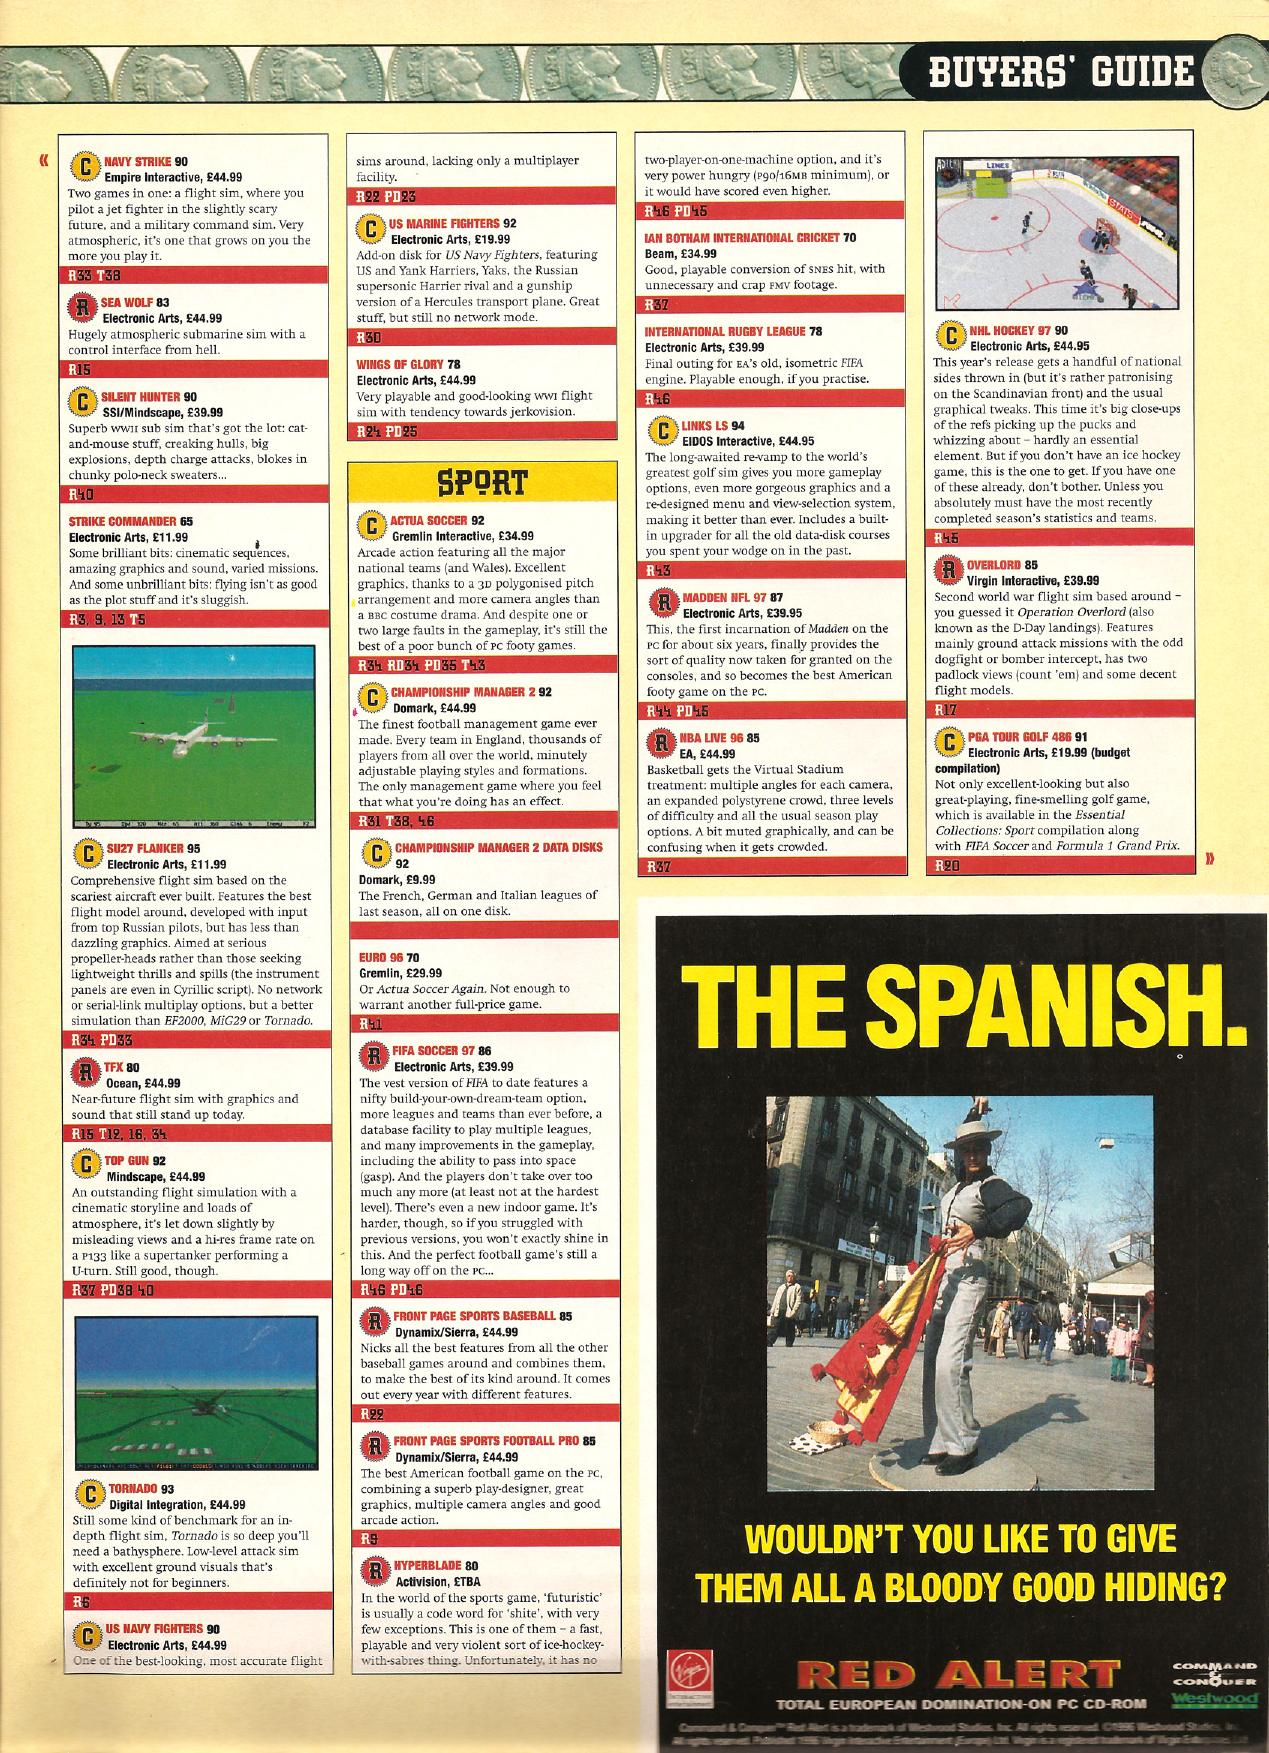 BUYERS' GUIDE
«
C NAVY STRIKE 90
Empire Interactive, £44.99
Two games in one: a flight sim, where you
pilot a jet fighter in the slightly scary
future, and a military command sim. Very
atmospheric, it's one that grows on you the
more you play it.
R33 T38
R SEA WOLF 83
Electronic Arts, £44.99
Hugely atmospheric submarine sim with a
control interface from hell.
R15
C SILENT HUNTER 90
SSI/Mindscape, £39.99
Superb WWII sub sim that's got the lot: cat-
and-mouse stuff, creaking hulls, big
explosions, depth charge attacks, blokes in
chunky polo-neck sweaters...
R40
STRIKE COMMANDER 65
Electronic Arts, £11.99
Some brilliant bits: cinematic sequences,
amazing graphics and sound, varied missions.
And some unbrilliant bits: flying isn't as good
as the plot stuff and it's sluggish.
R3, 9, 13 T5
C SU27 FLANKER 95
Electronic Arts, £11.99
Comprehensive flight sim based on the
scariest aircraft ever built. Features the best
flight model around, developed with input
from top Russian pilots, but has less than
dazzling graphics. Aimed at serious
propeller-heads rather than those seeking
lightweight thrills and spills (the instrument
panels are even in Cyrillic script). No network
or serial-link multiplay options, but a better
simulation than EF2000, MiG29 or Tornado.
R34 PD33
R TFX 80
Ocean, £44.99
Near-future flight sim with graphics and
sound that still stand up today.
R15 T12, 16, 34
C TOP GUN 92
Mindscape, £44.99
An outstanding flight simulation with a
cinematic storyline and loads of
atmosphere, it's let down slightly by
misleading views and a hi-res frame rate on
a P133 like a supertanker performing a
U-turn. Still good, though.
R37 PD38 40
C TORNADO 93
Digital Integration, £44.99
Still some kind of benchmark for an in-
depth flight sim, Tornado is so deep you'll
need a bathysphere. Low-level attack sim
with excellent ground visuals that's
definitely not for beginners.
R6
C US NAVY FIGHTERS 90
Electronic Arts, £44.99
One of the best-looking, most accurate flight
sims around, lacking only a multiplayer
facility.
R22 PD23
C US MARINE FIGHTERS 92
Electronic Arts, £19.99
Add-on disk for US Navy Fighters, featuring
US and Yank Harriers, Yaks, the Russian
supersonic Harrier rival and a gunship
version of a Hercules transport plane. Great
stuff, but still no network mode.
R30
WINGS OF GLORY 78
Electronic Arts, £44.99
Very playable and good-looking WWI flight
sim with tendency towards jerkovision.
R24 PD25
SPORT
C ACTUA SOCCER 92
Gremlin Interactive, £34.99
Arcade action featuring all the major
national teams (and Wales). Excellent
graphics, thanks to a 3D polygonised pitch
arrangement and more camera angles than
a BBC costume drama. And despite one or
two large faults in the gameplay, it's still the
best of a poor bunch of PC footy games.
R34 RD34 PD35 T43
C CHAMPIONSHIP MANAGER 2 92
Domark, £44.99
The finest football management game ever
made. Every team in England, thousands of
players from all over the world, minutely
adjustable playing styles and formations.
The only management game where you feel
that what you're doing has an effect.
R31 T38, 46
C CHAMPIONSHIP MANAGER 2 DATA DISKS
92
Domark, £9.99
The French, German and Italian leagues of
last season, all on one disk.
EURO 96 70
Gremlin, £29.99
Or Actua Soccer Again. Not enough to
warrant another full-price game.
R41
R FIFA SOCCER 97 86
Electronic Arts, £39.99
The vest version of FIFA to date features a
nifty build-your-own-dream-team option,
more leagues and teams than ever before, a
database facility to play multiple leagues,
and many improvements in the gameplay,
including the ability to pass into space
(gasp). And the players don't take over too
much any more (at least not at the hardest
level). There's even a new indoor game. It's
harder, though, so if you struggled with
previous versions, you won't exactly shine in
this. And the perfect football game's still a
long way off on the PC...
R46 PD46
R FRONT PAGE SPORTS BASEBALL 85
Dynamix/Sierra, £44.99
Nicks all the best features from all the other
baseball games around and combines them,
to make the best of its kind around. It comes
out every year with different features.
R22
R FRONT PAGE SPORTS FOOTBALL PRO 85
Dynamix/Sierra, £44.99
The best American football game on the PC,
combining a superb play-designer, great
graphics, multiple camera angles and good
arcade action.
R9
R HYPERBLADE 80
Activision, £TBA
In the world of the sports game, 'futuristic'
is usually a code word for 'shite', with very
few exceptions. This is one of them – a fast,
playable and very violent sort of ice-hockey-
with-sabres thing. Unfortunately, it has no
two-player-on-one-machine option, and it's
very power hungry (P90/16MB minimum), or
it would have scored even higher.
R46 PD45
IAN BOTHAM INTERNATIONAL CRICKET 70
Beam, £34.99
Good, playable conversion of SNES hit, with
unnecessary and crap FMV footage.
R37
INTERNATIONAL RUGBY LEAGUE 78
Electronic Arts, £39.99
Final outing for EA's old, isometric FIFA
engine. Playable enough, if you practise.
R46
C LINKS LS 94
EIDOS Interactive, £44.95
The long-awaited re-vamp to the world's
greatest golf sim gives you more gameplay
options, even more gorgeous graphics and a
re-designed menu and view-selection system,
making it better than ever. Includes a built-
in upgrader for all the old data-disk courses
you spent your wodge on in the past.
R43
R MADDEN NFL 97 87
Electronic Arts, £39.95
This, the first incarnation of Madden on the
PC for about six years, finally provides the
sort of quality now taken for granted on the
consoles, and so becomes the best American
footy game on the PC.
R44 PD45
R NBA LIVE 96 85
EA, £44.99
Basketball gets the Virtual Stadium
treatment: multiple angles for each camera,
an expanded polystyrene crowd, three levels
of difficulty and all the usual season play
options. A bit muted graphically, and can be
confusing when it gets crowded.
R37
LINES
STATS
C NHL HOCKEY 97 90
Electronic Arts, £44.95
This year's release gets a handful of national
sides thrown in (but it's rather patronising
on the Scandinavian front) and the usual
graphical tweaks. This time it's big close-ups
of the refs picking up the pucks and
whizzing about – hardly an essential
element. But if you don't have an ice hockey
game, this is the one to get. If you have one
of these already, don't bother. Unless you
absolutely must have the most recently
completed season's statistics and teams.
R45
R OVERLORD 85
Virgin Interactive, £39.99
Second world war flight sim based around –
you guessed it Operation Overlord (also
known as the D-Day landings). Features
mainly ground attack missions with the odd
dogfight or bomber intercept, has two
padlock views (count 'em) and some decent
flight models.
R17
C PGA TOUR GOLF 486 91
Electronic Arts, £19.99 (budget
compilation)
Not only excellent-looking but also
great-playing, fine-smelling golf game,
which is available in the Essential
Collections: Sport compilation along
with FIFA Soccer and Formula 1 Grand Prix.
R20
»
THE SPANISH.
WOULDN'T YOU LIKE TO GIVE
THEM ALL A BLOODY GOOD HIDING?
Virgin
RED ALERT
TOTAL EUROPEAN DOMINATION-ON PC CD-ROM
COMMAND & CONQUER
Westwood
Command & Conquer™ Red Alert is a trademark of Westwood Studios, Inc. All rights reserved. ©1996 Westwood Studios, Inc.